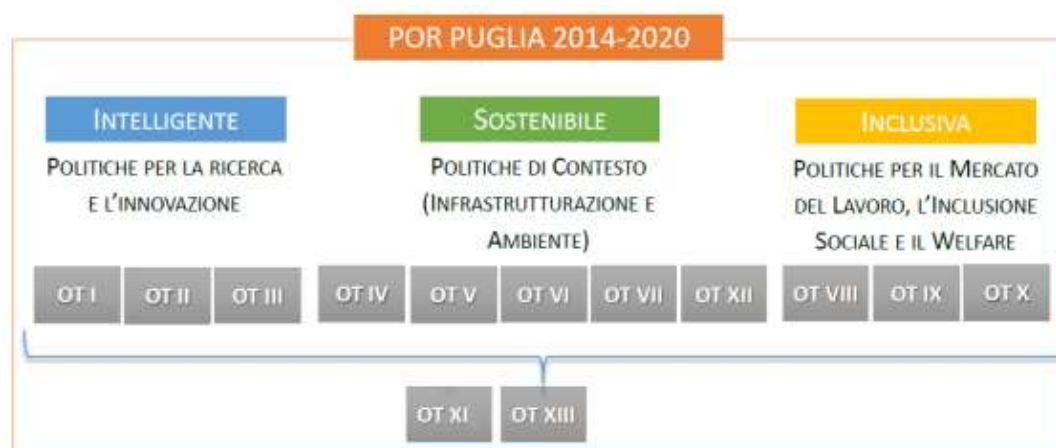 POR PUGLIA 2014-2020
INTELLIGENTE
POLITICHE PER LA RICERCA
E L'INNOVAZIONE
SOSTENIBILE
POLITICHE DI CONTESTO
(INFRASTRUTTURAZIONE E
AMBIENTE)
INCLUSIVA
POLITICHE PER IL MERCATO
DEL LAVORO, L'INCLUSIONE
SOCIALE E IL WELFARE
OT I
OT II
OT III
OT IV
OT V
OT VI
OT VII
OT XII
OT VIII
OT IX
OT X
OT XI
OT XIII